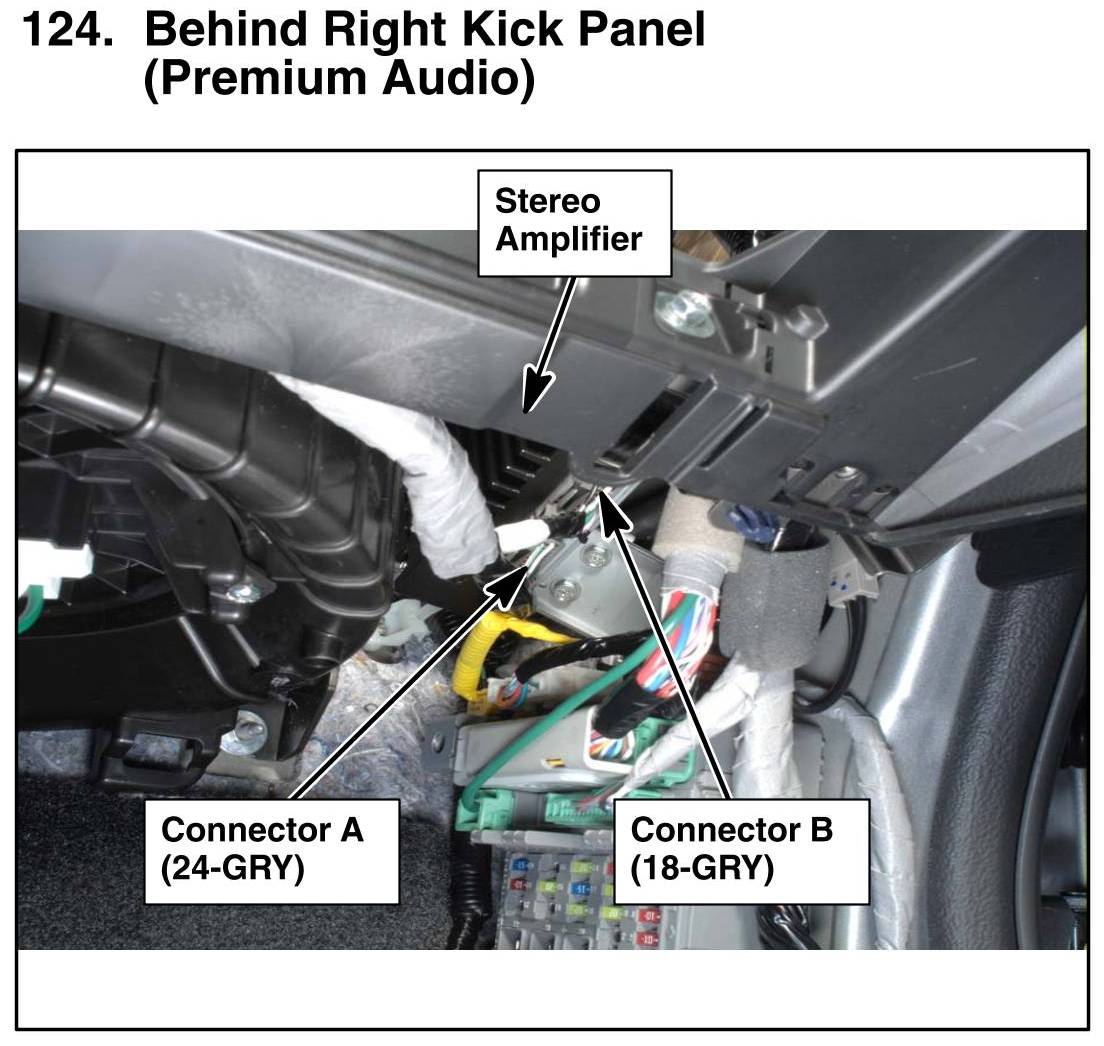 124. Behind Right Kick Panel
(Premium Audio)
Stereo
Amplifier
Connector A
(24-GRY)
Connector B
(18-GRY)